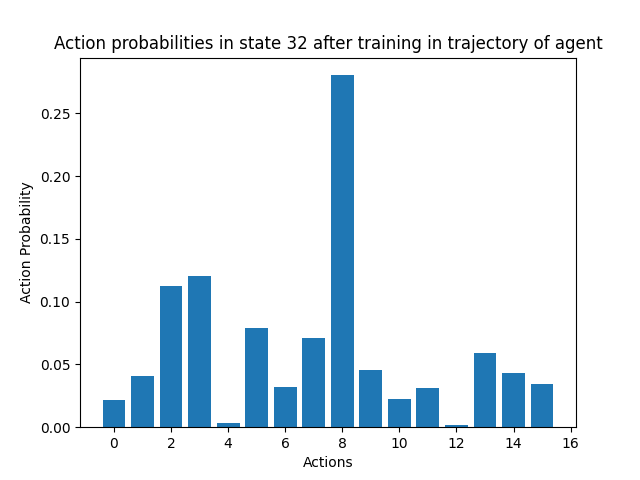 Action probabilities in state 32 after training in trajectory of agent
0.25
0.20
0.15
0.10
0.05
0.00
Action Probability
0 2 4 6 8 10 12 14 16
Actions